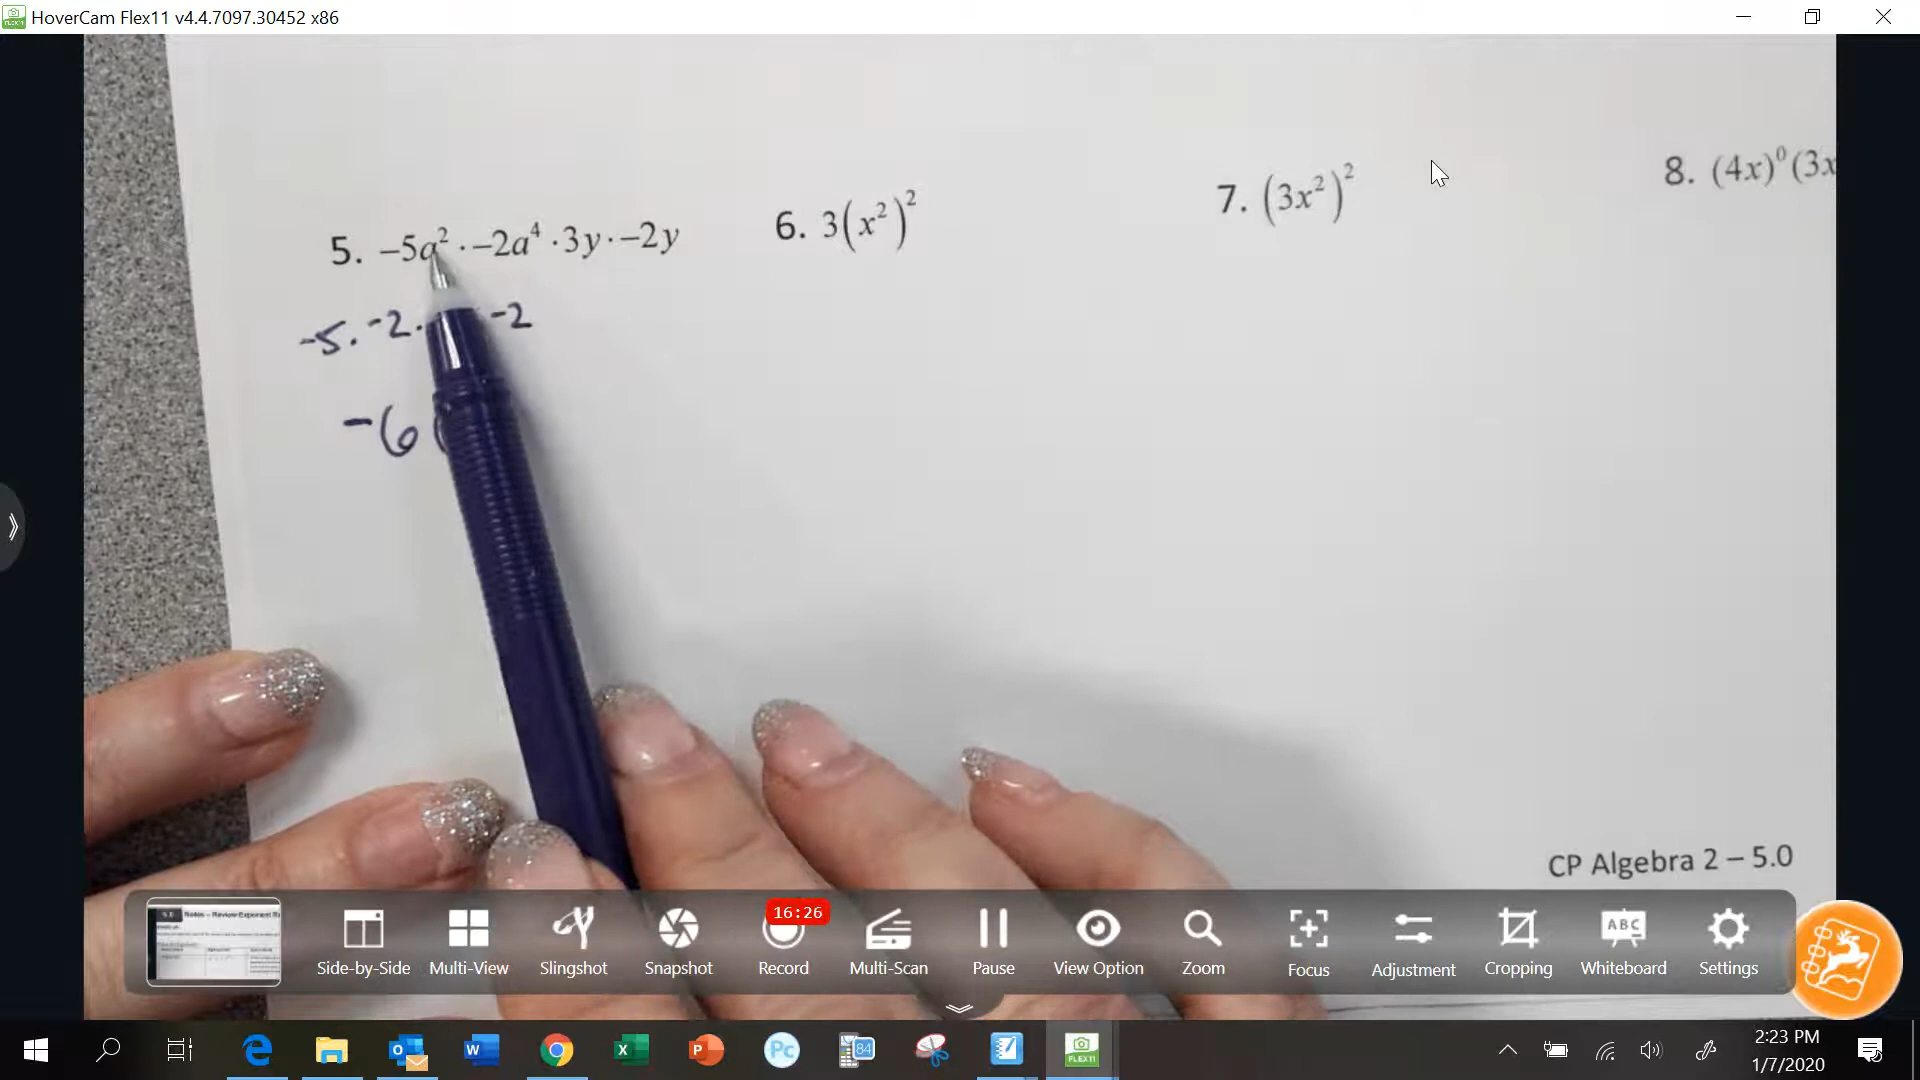 HoverCam Flex11 v4.4.7097.30452 x86
5. −5a² · −2a⁴ · 3y · −2y
6. 3(x²)²
7. (3x²)²
8. (4x)⁰(3x
-5 · -2 · -2
-6
CP Algebra 2 – 5.0
16:26
Side-by-Side Multi-View Slingshot Snapshot Record Multi-Scan Pause View Option Zoom Focus Adjustment Cropping Whiteboard Settings
ABC
FLEX11
2:23 PM
1/7/2020